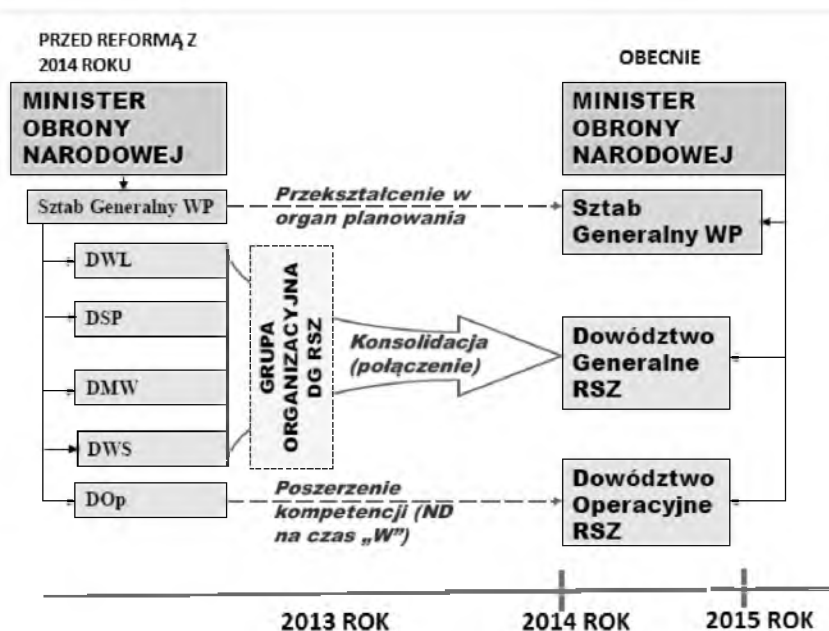 PRZED REFORMĄ Z
2014 ROKU
MINISTER
OBRONY
NARODOWEJ
Sztab Generalny WP
DWL
DSP
DMW
DWS
DOp
GRUPA
ORGANIZACYJNA
DG RSZ
Przekształcenie w
organ planowania
Konsolidacja
(połączenie)
Poszerzenie
kompetencji (ND
na czas „W”)
OBECNIE
MINISTER
OBRONY
NARODOWEJ
Sztab
Generalny WP
Dowództwo
Generalne
RSZ
Dowództwo
Operacyjne
RSZ
2013 ROK
2014 ROK
2015 ROK